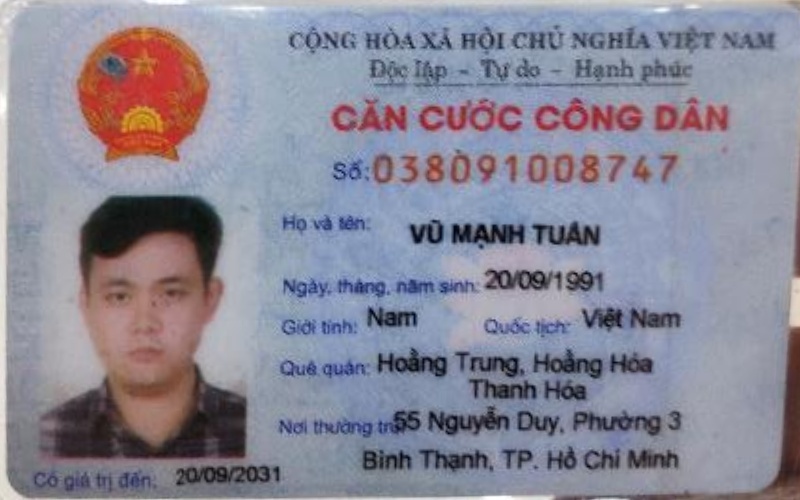 CỘNG HÒA XÃ HỘI CHỦ NGHĨA VIỆT NAM
Độc lập - Tự do - Hạnh phúc
CĂN CƯỚC CÔNG DÂN
Số: 038091008747
Họ và tên: VŨ MẠNH TUẤN
Ngày, tháng, năm sinh: 20/09/1991
Giới tính: Nam Quốc tịch: Việt Nam
Quê quán: Hoằng Trung, Hoằng Hóa
Thanh Hóa
Nơi thường trú: 55 Nguyễn Duy, Phường 3
Bình Thạnh, TP. Hồ Chí Minh
Có giá trị đến: 20/09/2031